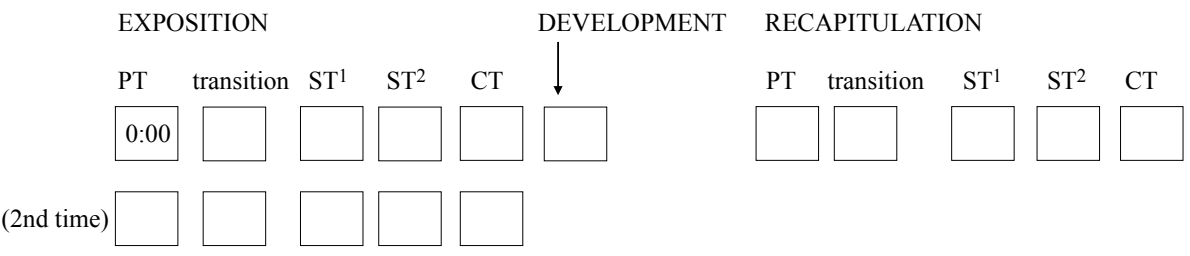 EXPOSITION DEVELOPMENT RECAPITULATION
PT transition ST¹ ST² CT PT transition ST¹ ST² CT
0:00
(2nd time)